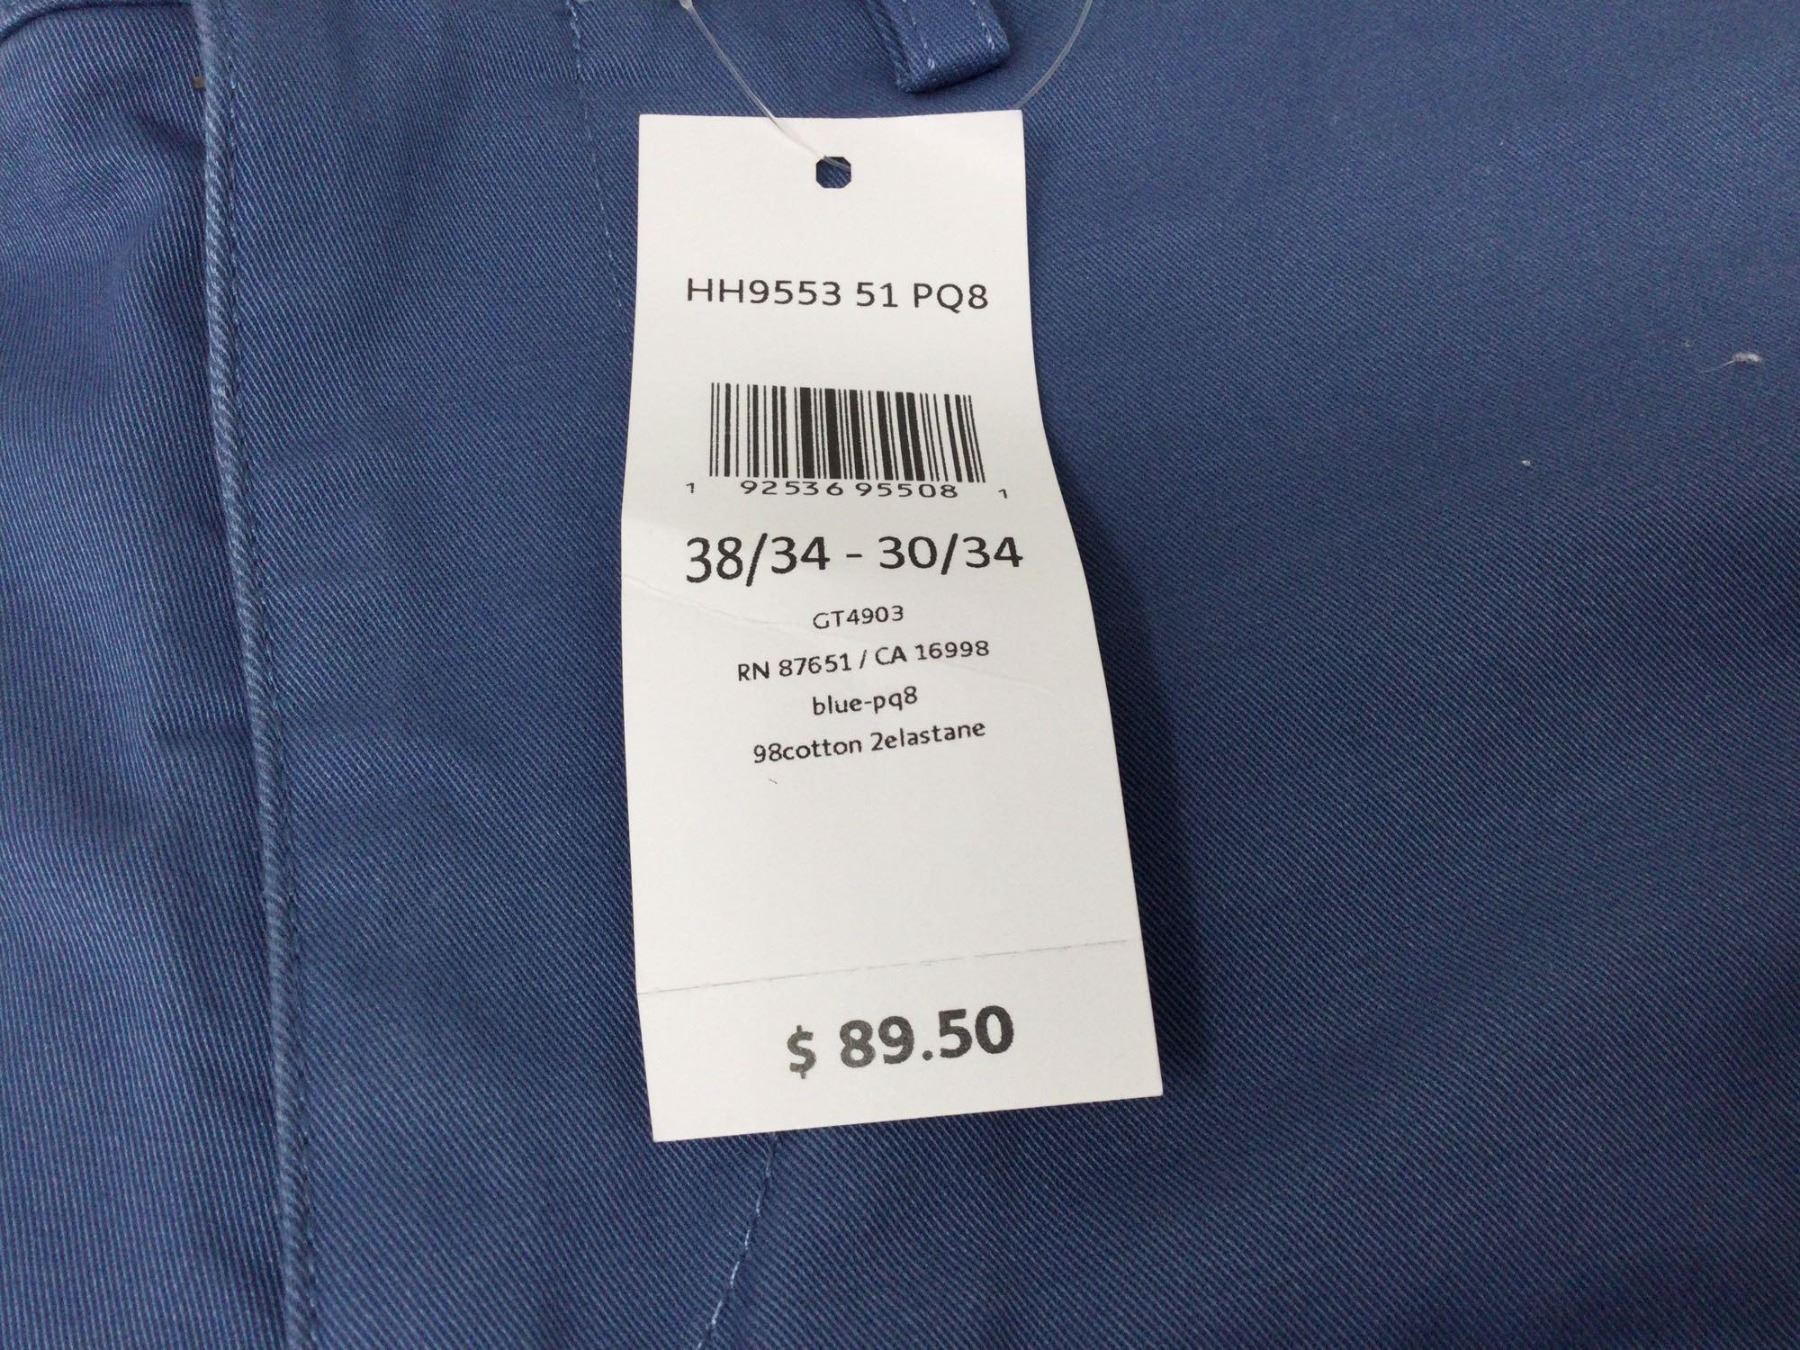 HH9553 51 PQ8
1 92536 95508 1
38/34 - 30/34
GT4903
RN 87651 / CA 16998
blue-pq8
98cotton 2elastane
$ 89.50